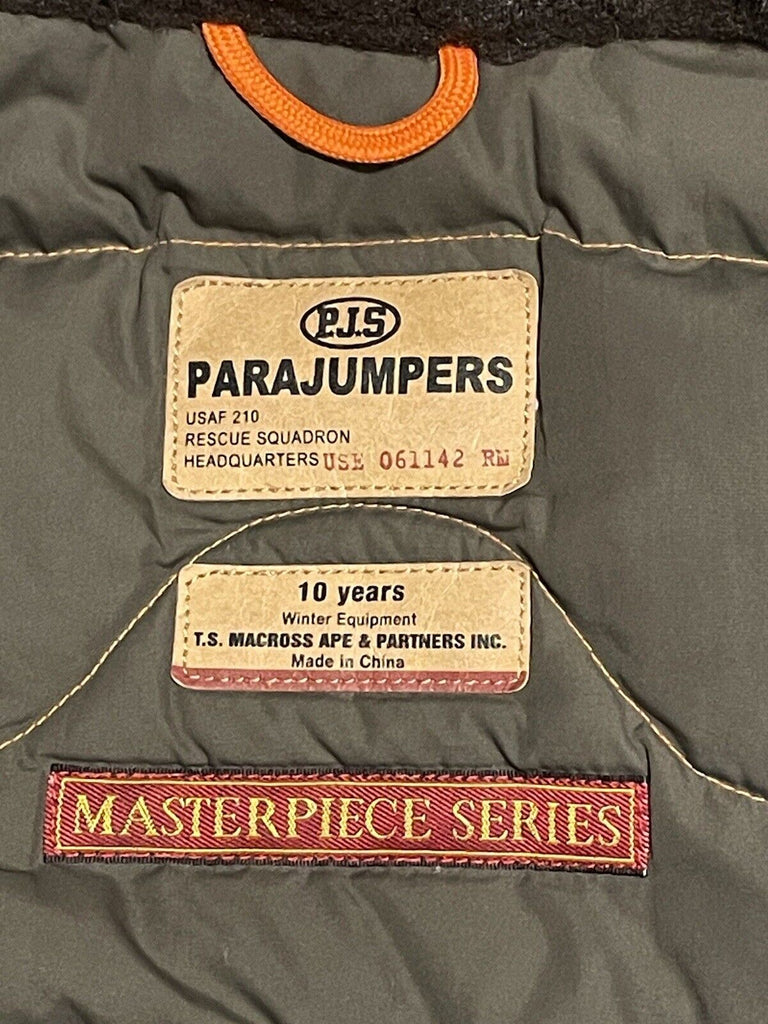 P.J.S
PARAJUMPERS
USAF 210
RESCUE SQUADRON
HEADQUARTERS USE 061142 RM
10 years
Winter Equipment
T.S. MACROSS APE & PARTNERS INC.
Made in China
MASTERPIECE SERIES